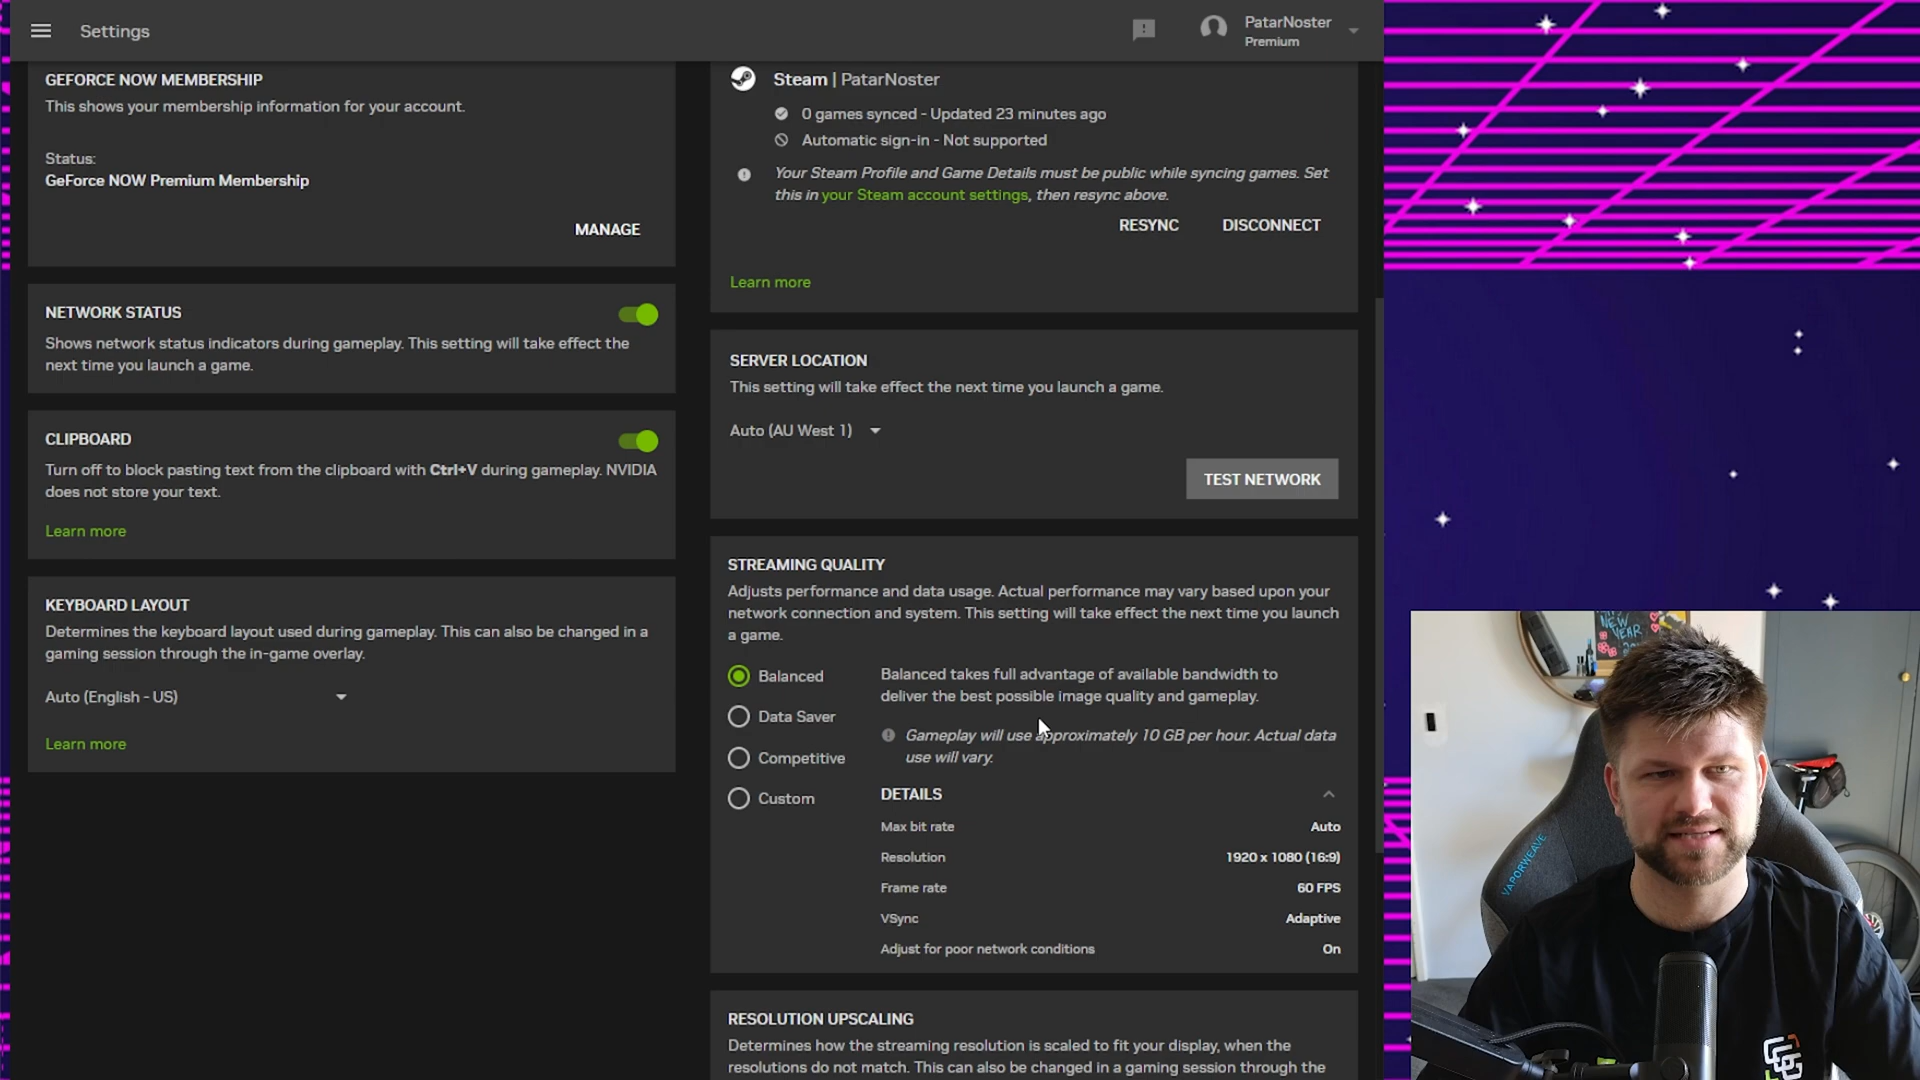 Settings
PatarNoster
Premium
GEFORCE NOW MEMBERSHIP
This shows your membership information for your account.
Status:
GeForce NOW Premium Membership
MANAGE
NETWORK STATUS
Shows network status indicators during gameplay. This setting will take effect the
next time you launch a game.
CLIPBOARD
Turn off to block pasting text from the clipboard with Ctrl+V during gameplay. NVIDIA
does not store your text.
Learn more
KEYBOARD LAYOUT
Determines the keyboard layout used during gameplay. This can also be changed in a
gaming session through the in-game overlay.
Auto (English - US)
Learn more
Steam | PatarNoster
0 games synced - Updated 23 minutes ago
Automatic sign-in - Not supported
Your Steam Profile and Game Details must be public while syncing games. Set
this in your Steam account settings, then resync above.
RESYNC DISCONNECT
Learn more
SERVER LOCATION
This setting will take effect the next time you launch a game.
Auto (AU West 1)
TEST NETWORK
STREAMING QUALITY
Adjusts performance and data usage. Actual performance may vary based upon your
network connection and system. This setting will take effect the next time you launch
a game.
Balanced
Data Saver
Competitive
Custom
Balanced takes full advantage of available bandwidth to
deliver the best possible image quality and gameplay.
Gameplay will use approximately 10 GB per hour. Actual data
use will vary.
DETAILS
Max bit rate Auto
Resolution 1920 x 1080 (16:9)
Frame rate 60 FPS
VSync Adaptive
Adjust for poor network conditions On
RESOLUTION UPSCALING
Determines how the streaming resolution is scaled to fit your display, when the
resolutions do not match. This can also be changed in a gaming session through the
NEW
YEAR
VAPORWEAVE